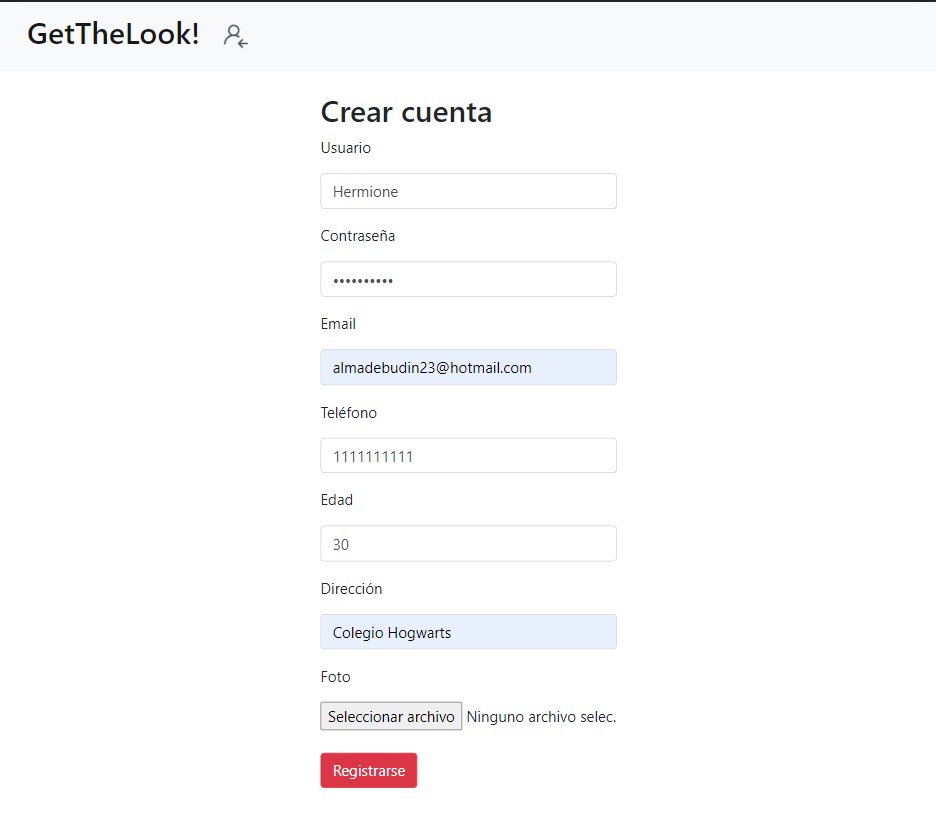 GetTheLook!
Crear cuenta
Usuario
Hermione
Contraseña
••••••••••
Email
almadebudin23@hotmail.com
Teléfono
1111111111
Edad
30
Dirección
Colegio Hogwarts
Foto
Seleccionar archivo Ninguno archivo selec.
Registrarse